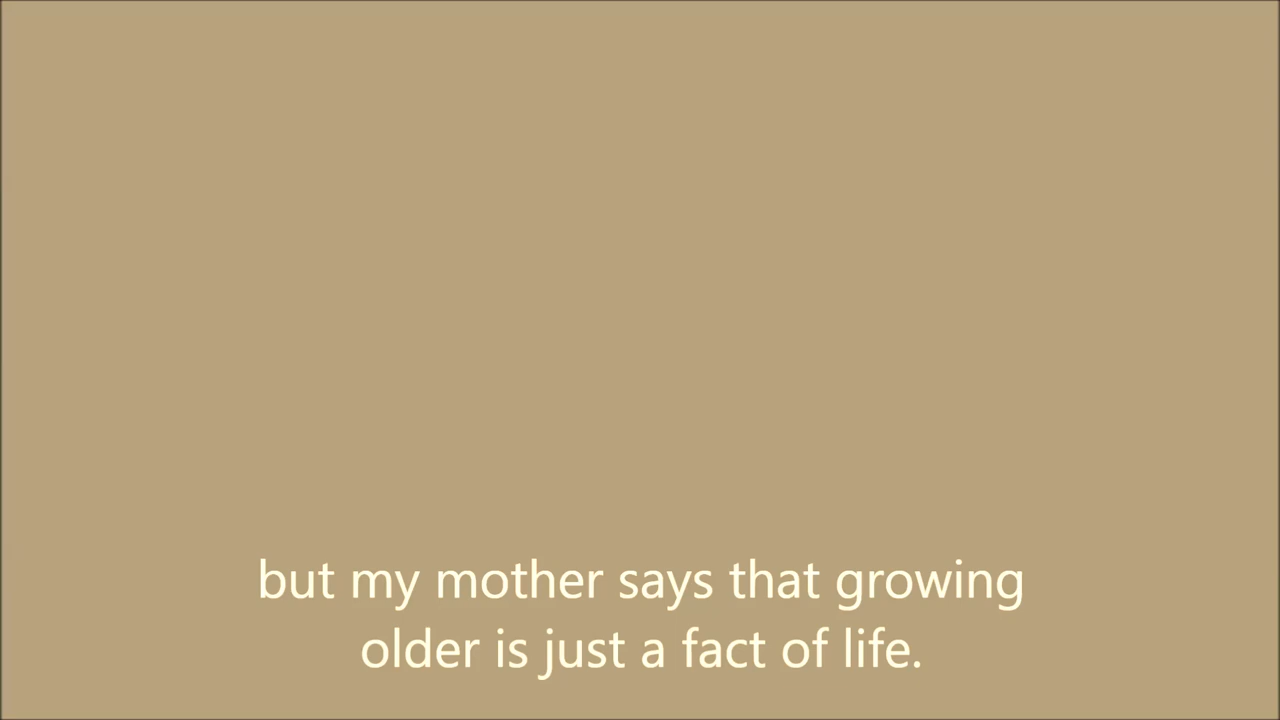 but my mother says that growing
older is just a fact of life.